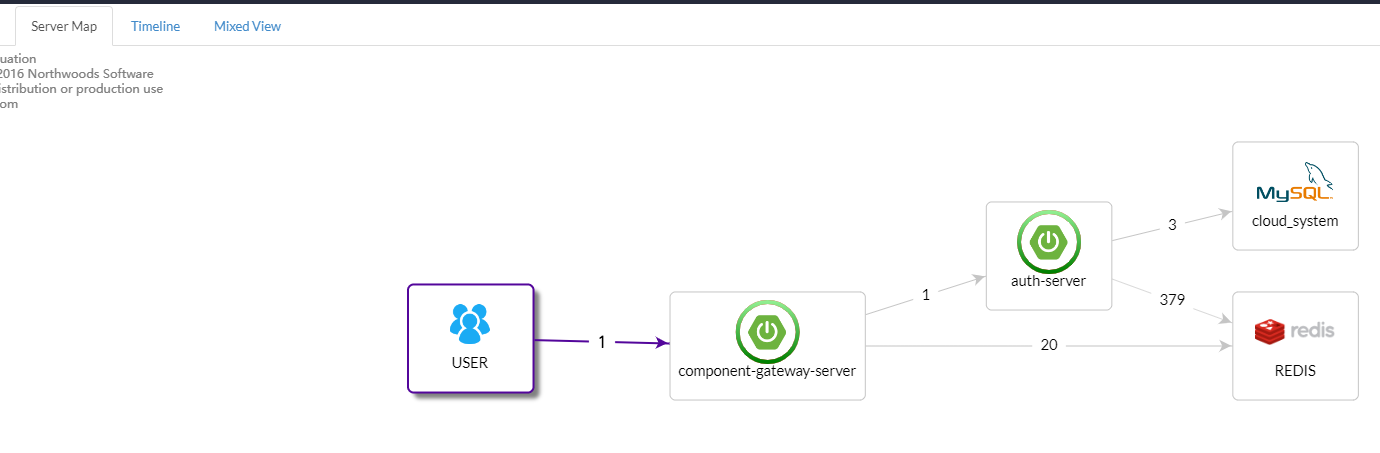 Server Map
Timeline
Mixed View
uation
2016 Northwoods Software
istribution or production use
om
MySQL
cloud_system
3
auth-server
1
379
redis
REDIS
USER
1
component-gateway-server
20